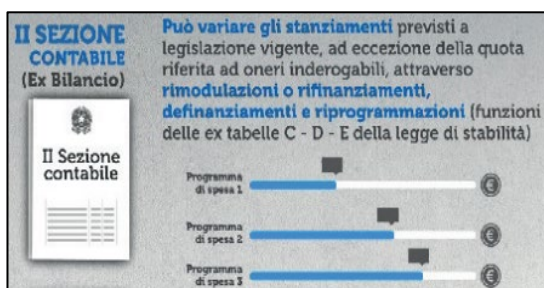 II SEZIONE
CONTABILE
(Ex Bilancio)
II Sezione
contabile
Può variare gli stanziamenti previsti a
legislazione vigente, ad eccezione della quota
riferita ad oneri inderogabili, attraverso
rimodulazioni o rifinanziamenti,
definanziamenti e riprogrammazioni (funzioni
delle ex tabelle C - D - E della legge di stabilità)
Programma
di spesa 1
€
Programma
di spesa 2
€
Programma
di spesa 3
€